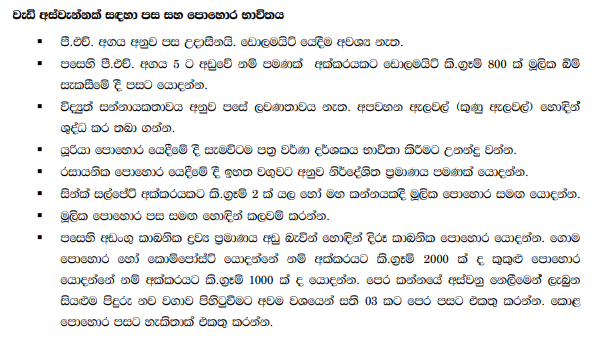 වැඩි අස්වැන්නක් සඳහා පස සහ පොහොර භාවිතය
▪ පී.එච්. අගය අනුව පස උදාසීනයි. ඩොලමයිට් යෙදීම අවශ්‍ය නැත.
▪ පසෙහි පී.එච්. අගය 5 ට අඩුවේ නම් පමණක් අක්කරයකට ඩොලමයිට් කි.ග්‍රෑම් 800 ක් මූලික බිම්
සැකසීමේ දී පසට යොදන්න.
▪ විද්‍යුත් සන්නායකතාවය අනුව පසේ ලවණතාවය නැත. අපවහන ඇලවල් (කුණු ඇලවල්) හොඳින්
ශුද්ධ කර තබා ගන්න.
▪ යූරියා පොහොර යෙදීමේ දී සැමවිටම පත්‍ර වර්ණ දර්ශකය භාවිතා කිරීමට උනන්දු වන්න.
▪ රසායනික පොහොර යෙදීමේ දී ඉහත වගුවට අනුව නිර්දේශිත ප්‍රමාණය පමණක් යොදන්න.
▪ සින්ක් සල්ෆේට් අක්කරයකට කි.ග්‍රෑම් 2 ක් යල හෝ මහ කන්නයකදී මූලික පොහොර සමඟ යොදන්න.
▪ මූලික පොහොර පස සමඟ හොඳින් කලවම් කරන්න.
▪ පසෙහි අඩංගු කාබනික ද්‍රව්‍ය ප්‍රමාණය අඩු බැවින් හොඳින් දිරූ කාබනික පොහොර යොදන්න. ගොම
පොහොර හෝ කොම්පෝස්ට් යොදන්නේ නම් අක්කරයට කි.ග්‍රෑම් 2000 ක් ද කුකුළු පොහොර
යොදන්නේ නම් අක්කරයට කි.ග්‍රෑම් 1000 ක් ද යොදන්න. පෙර කන්නයේ අස්වනු නෙලීමෙන් ලැබුන
සියළුම පිදුරු නව වගාව පිහිටුවීමට අවම වශයෙන් සති 03 කට පෙර පසට එකතු කරන්න. කොළ
පොහොර පසට හැකිතාක් එකතු කරන්න.